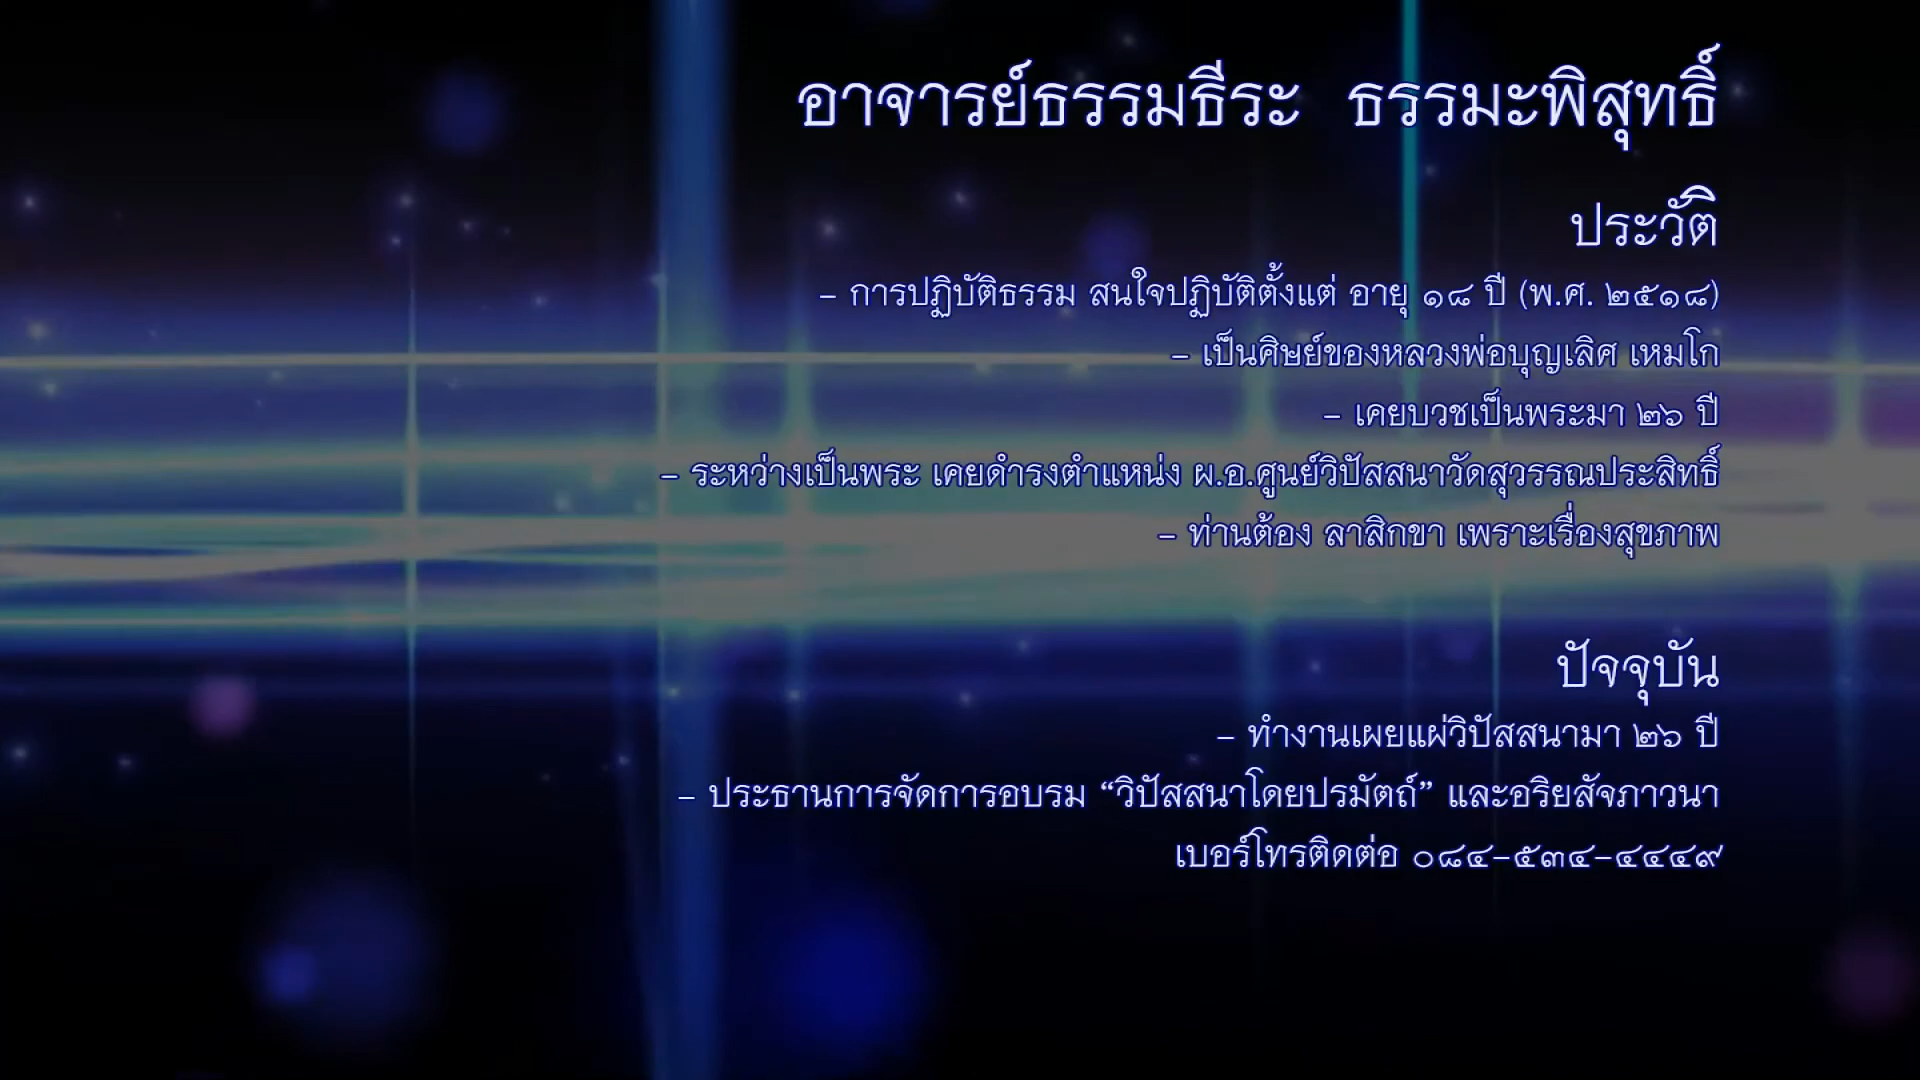 อาจารย์ธรรมธีระ ธรรมะพิสุทธิ์
ประวัติ
- การปฏิบัติธรรม สนใจปฏิบัติตั้งแต่ อายุ ๑๘ ปี (พ.ศ. ๒๕๑๘)
- เป็นศิษย์ของหลวงพ่อบุญเลิศ เหมโก
- เคยบวชเป็นพระมา ๒๖ ปี
- ระหว่างเป็นพระ เคยดำรงตำแหน่ง ผ.อ.ศูนย์วิปัสสนาวัดสุวรรณประสิทธิ์
- ท่านต้อง ลาสิกขา เพราะเรื่องสุขภาพ
ปัจจุบัน
- ทำงานเผยแผ่วิปัสสนามา ๒๖ ปี
- ประธานการจัดการอบรม “วิปัสสนาโดยปรมัตถ์” และอริยสัจภาวนา
เบอร์โทรติดต่อ ๐๘๔-๕๓๔-๔๔๔๙